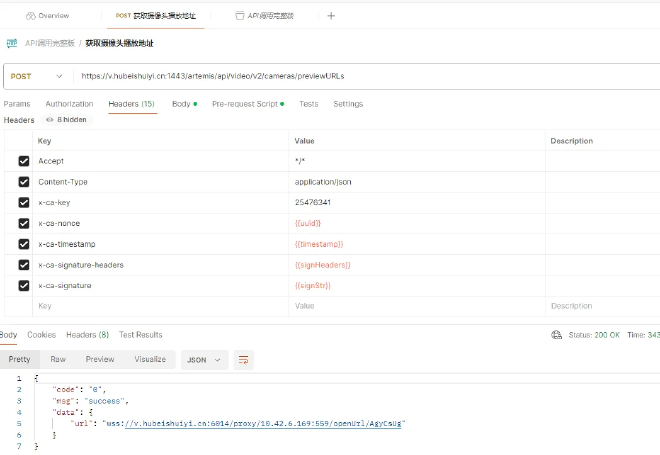 Overview POST 获取摄像头播放地址 API调用完整版 +
API调用完整版 / 获取摄像头播放地址
POST https://v.hubeishuiyi.cn:1443/artemis/api/video/v2/cameras/previewURLs
Params Authorization Headers (15) Body Pre-request Script Tests Settings
Headers 8 hidden
Key Value Description
Accept */*
Content-Type application/json
x-ca-key 25476341
x-ca-nonce {{uuid}}
x-ca-timestamp {{timestamp}}
x-ca-signature-headers {{signHeaders}}
x-ca-signature {{signStr}}
Key Value Description
Body Cookies Headers (8) Test Results Status: 200 OK Time: 343
Pretty Raw Preview Visualize JSON
1 {
2 "code": "0",
3 "msg": "success",
4 "data": {
5 "url": "wss://v.hubeishuiyi.cn:6014/proxy/10.42.6.169:559/openUrl/AgyCsUg"
6 }
7 }